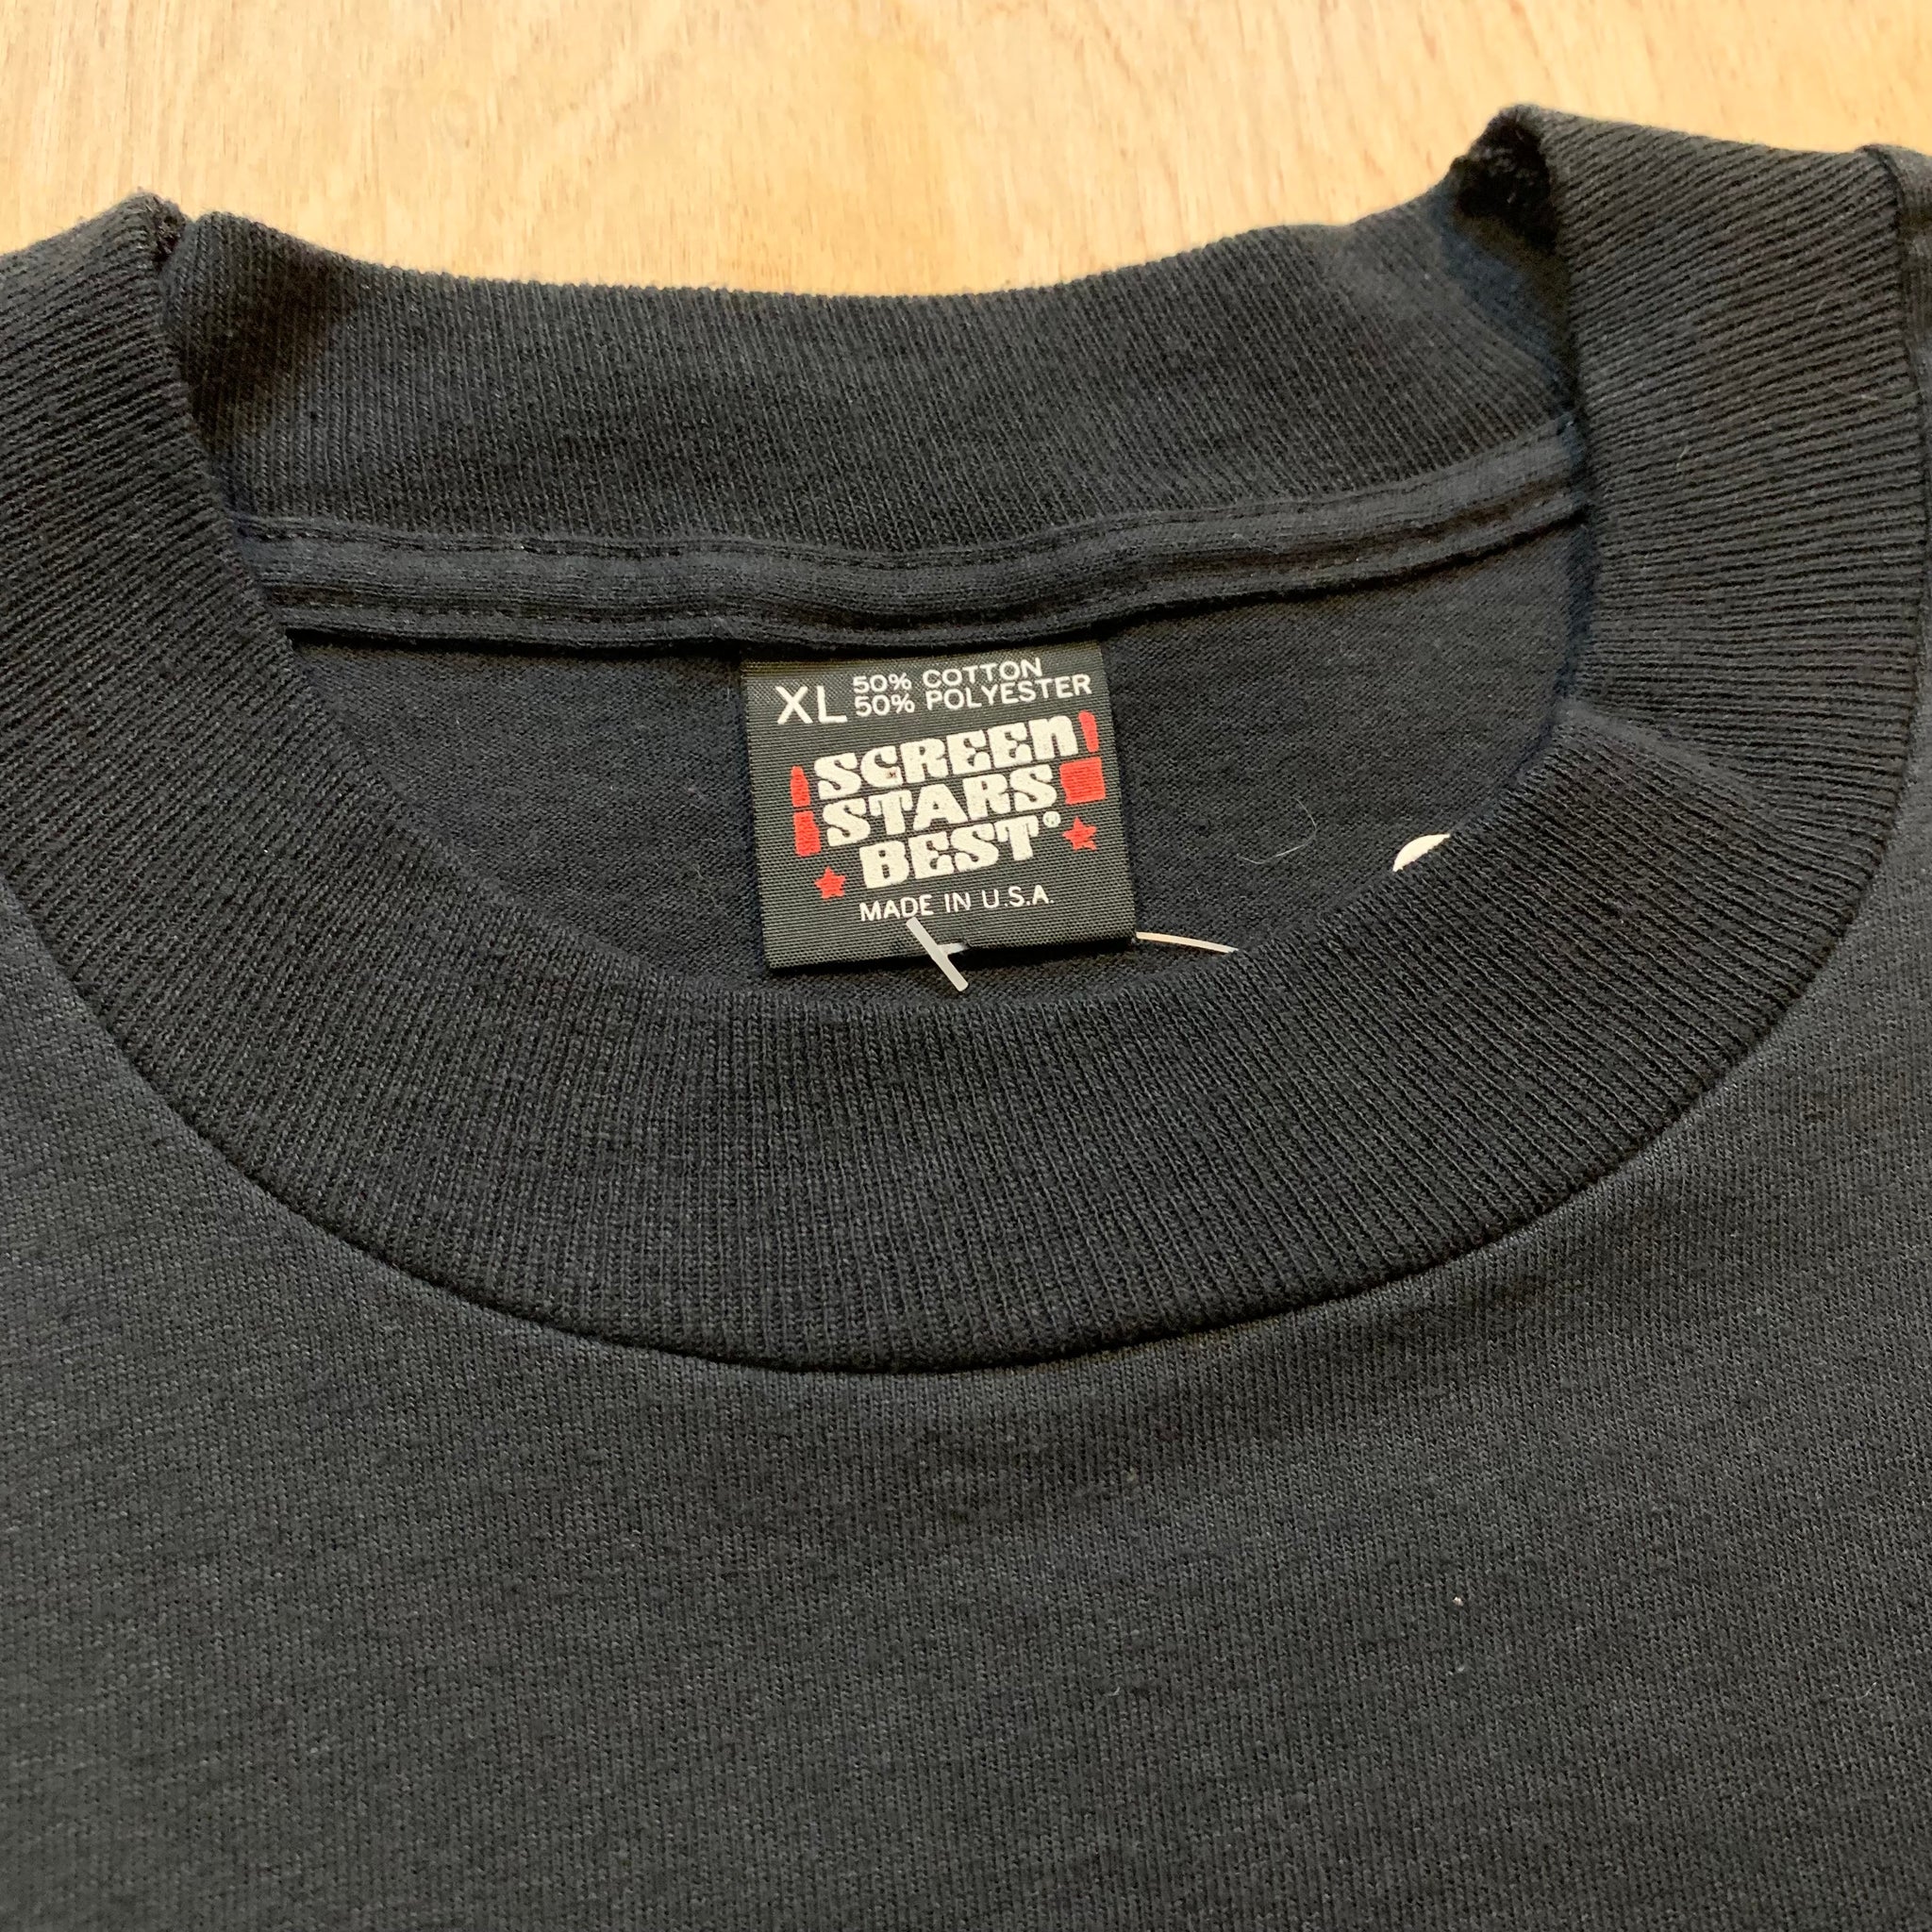 XL 50% COTTON
50% POLYESTER
SCREEN
STARS
BEST®
MADE IN U.S.A.